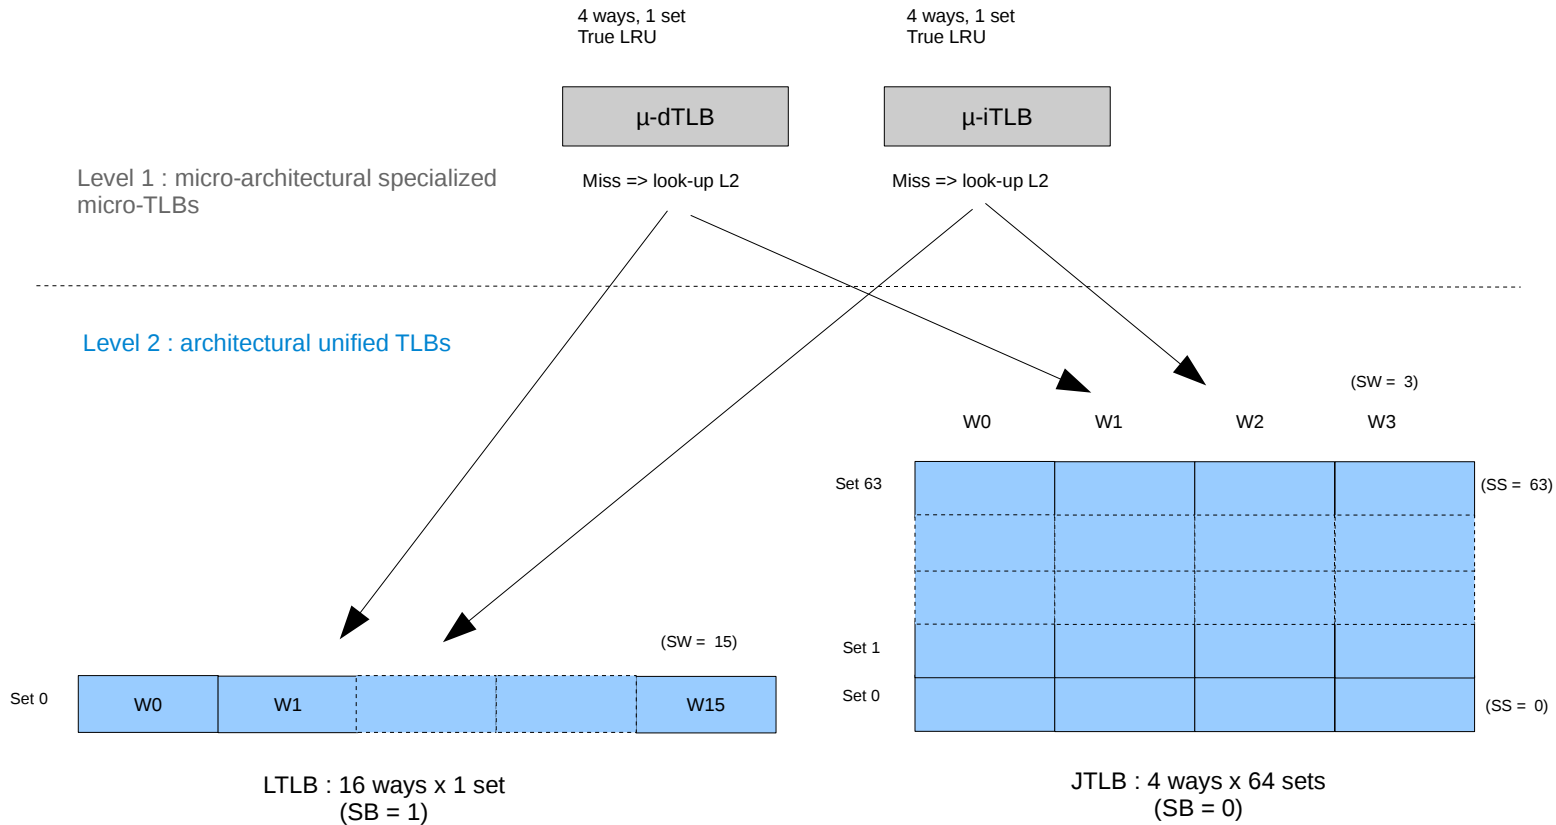 4 ways, 1 set
True LRU
4 ways, 1 set
True LRU
µ-dTLB
µ-iTLB
Level 1 : micro-architectural specialized
micro-TLBs
Miss => look-up L2
Miss => look-up L2
Level 2 : architectural unified TLBs
(SW = 3)
W0
W1
W2
W3
Set 63
(SS = 63)
Set 1
Set 0
(SS = 0)
(SW = 15)
Set 0
W0
W1
W15
LTLB : 16 ways x 1 set
(SB = 1)
JTLB : 4 ways x 64 sets
(SB = 0)